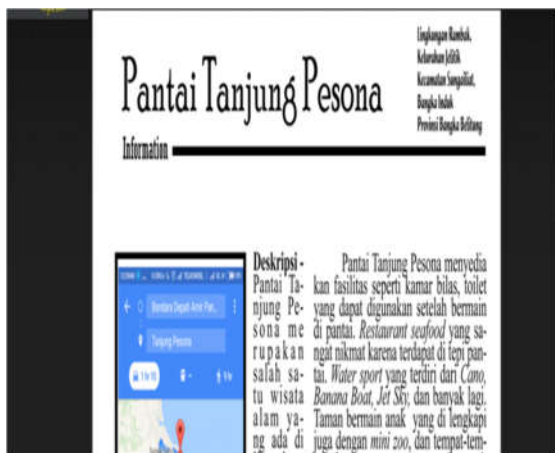 Pantai Tanjung Pesona
Lingkungan Rambak,
Kelurahan Jelitik
Kecamatan Sungailiat,
Bangka Induk
Provinsi Bangka Belitung
Information
Bandara Depati Amir Pan...
Tanjung Pesona
Deskripsi -
Pantai Ta-
njung Pe-
sona me
rupakan
salah sa-
tu wisata
alam ya-
ng ada di
Pantai Tanjung Pesona menyedia
kan fasilitas seperti kamar bilas, toilet
yang dapat digunakan setelah bermain
di pantai. Restaurant seafood yang sa-
ngat nikmat karena terdapat di tepi pan-
tai, Water sport yang terdiri dari Cano,
Banana Boat, Jet Sky, dan banyak lagi.
Taman bermain anak yang di lengkapi
juga dengan mini zoo, dan tempat-tem-